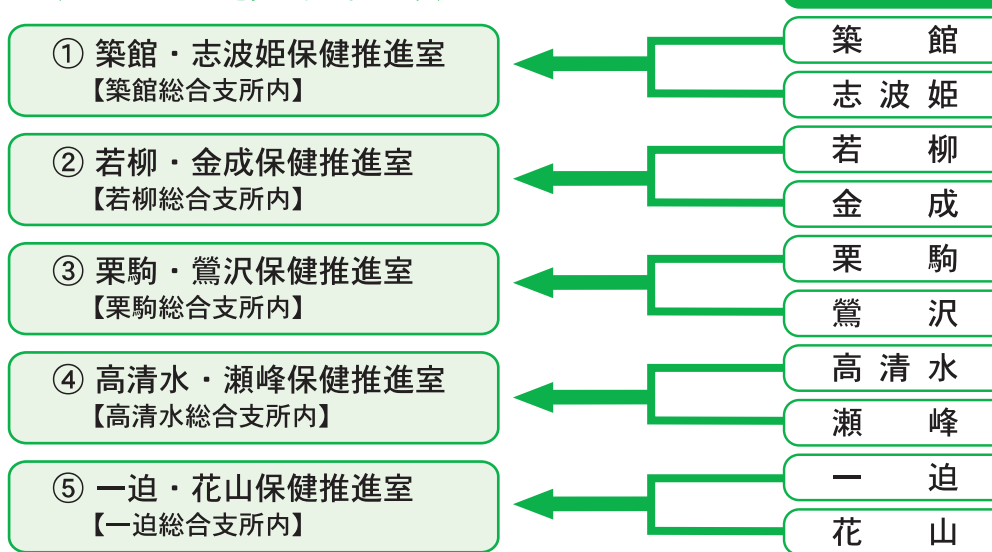 ① 築館・志波姫保健推進室
【築館総合支所内】
築館
志波姫
② 若柳・金成保健推進室
【若柳総合支所内】
若柳
金成
③ 栗駒・鶯沢保健推進室
【栗駒総合支所内】
栗駒
鶯沢
④ 高清水・瀬峰保健推進室
【高清水総合支所内】
高清水
瀬峰
⑤ 一迫・花山保健推進室
【一迫総合支所内】
一迫
花山